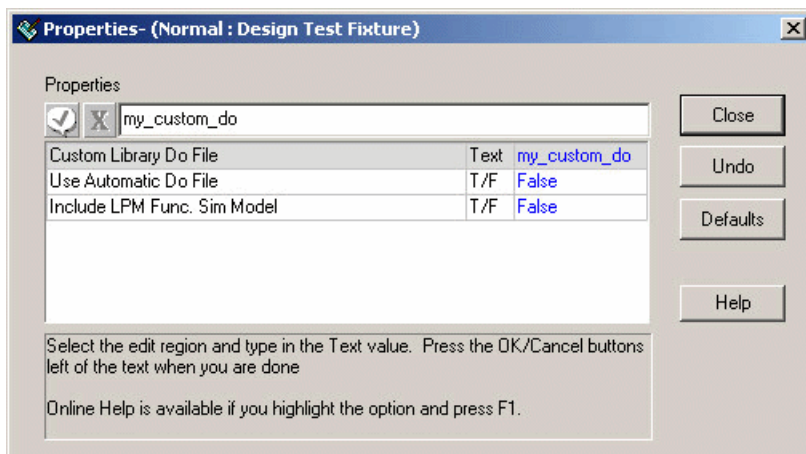 Properties- (Normal : Design Test Fixture)
Properties
X my_custom_do
Custom Library Do File Text my_custom_do
Use Automatic Do File T/F False
Include LPM Func. Sim Model T/F False
Close
Undo
Defaults
Help
Select the edit region and type in the Text value. Press the OK/Cancel buttons
left of the text when you are done
Online Help is available if you highlight the option and press F1.